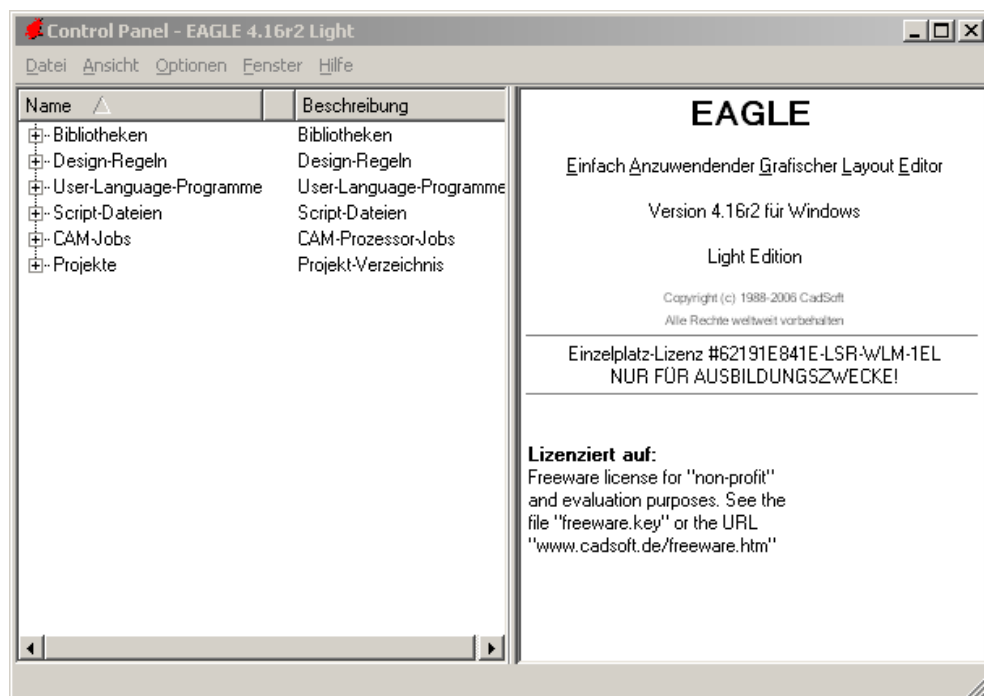 Control Panel - EAGLE 4.16r2 Light
Datei Ansicht Optionen Fenster Hilfe
Name Beschreibung
Bibliotheken Bibliotheken
Design-Regeln Design-Regeln
User-Language-Programme User-Language-Programme
Script-Dateien Script-Dateien
CAM-Jobs CAM-Prozessor-Jobs
Projekte Projekt-Verzeichnis
EAGLE
Einfach Anzuwendender Grafischer Layout Editor
Version 4.16r2 für Windows
Light Edition
Copyright (c) 1988-2006 CadSoft
Alle Rechte weltweit vorbehalten
Einzelplatz-Lizenz #62191E841E-LSR-WLM-1EL
NUR FÜR AUSBILDUNGSZWECKE!
Lizenziert auf:
Freeware license for "non-profit"
and evaluation purposes. See the
file "freeware.key" or the URL
"www.cadsoft.de/freeware.htm"